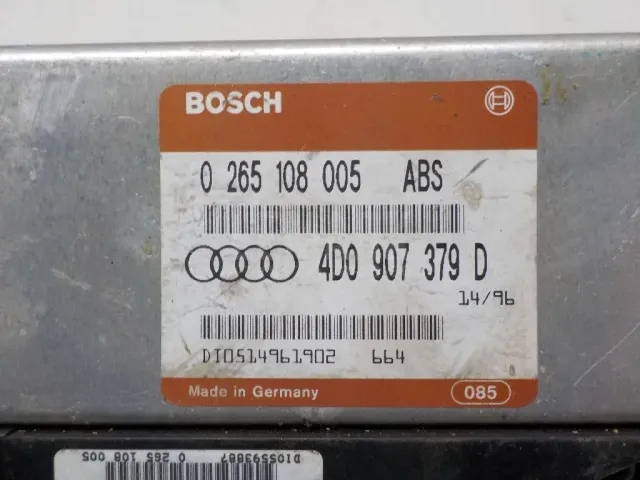 BOSCH
0 265 108 005 ABS
4D0 907 379 D
14/96
DI0514961902 664
Made in Germany 085
DI05593887 0 265 108 005